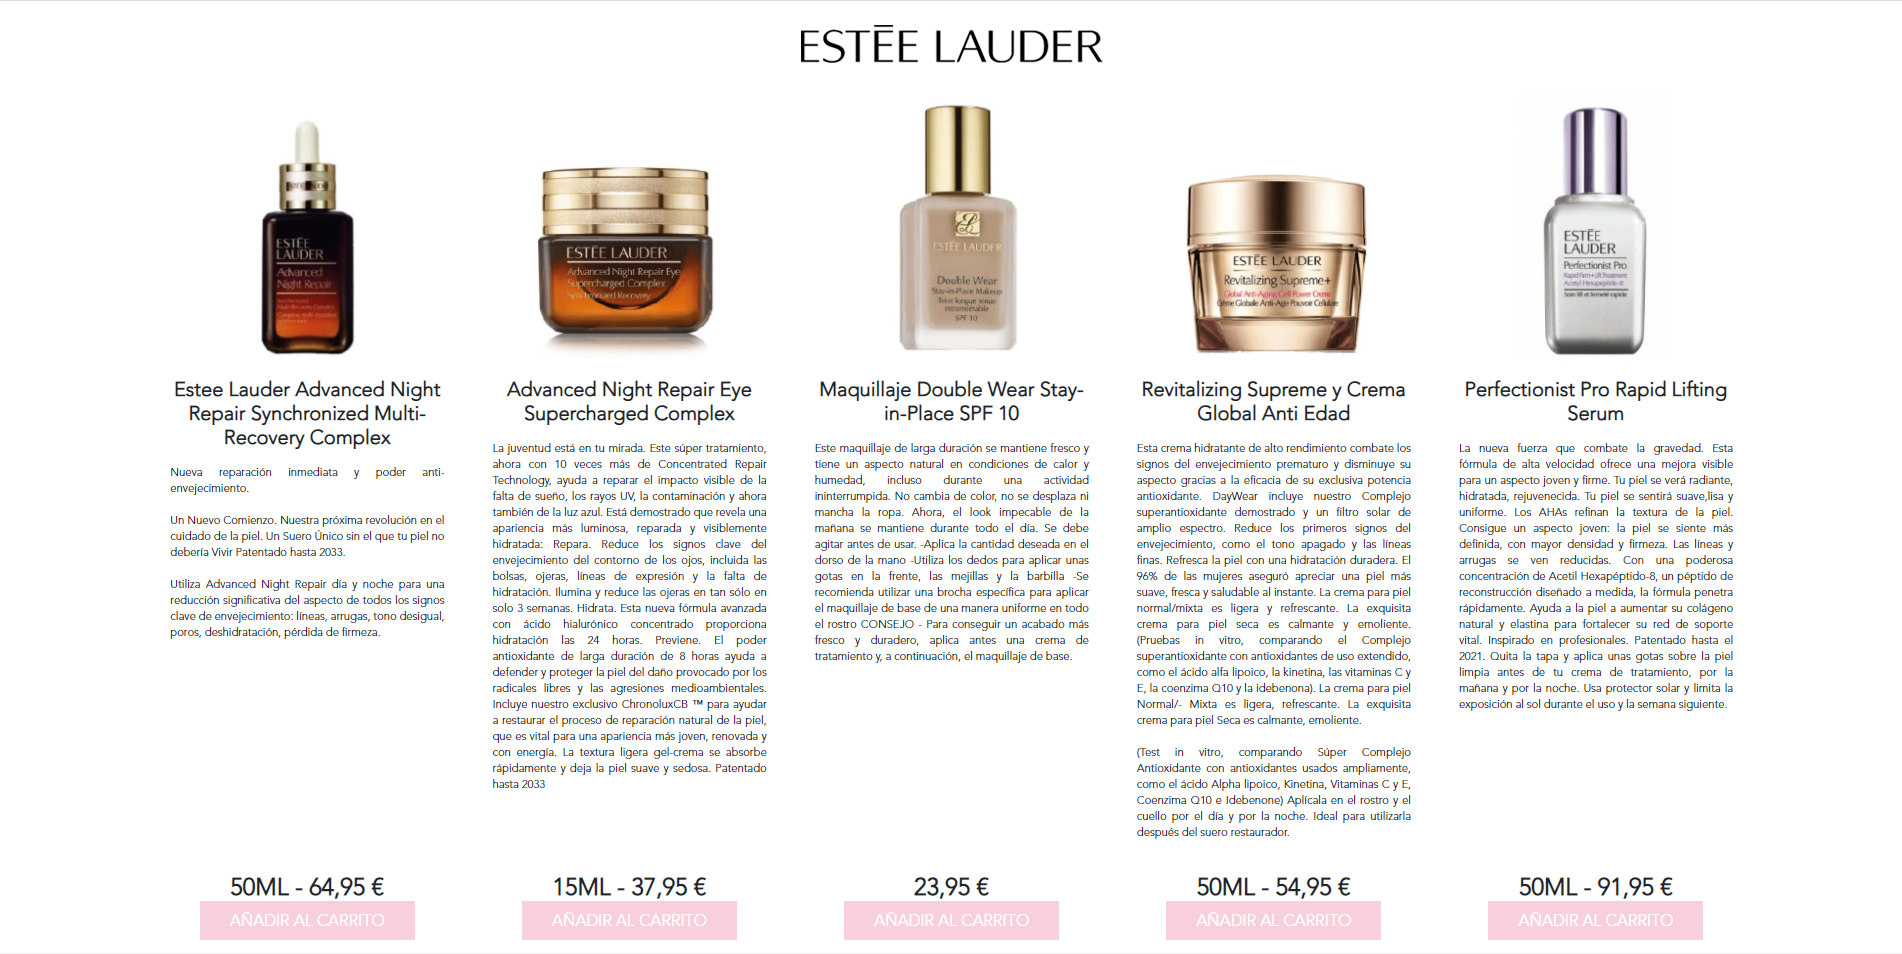 ESTĒE LAUDER
ESTĒE
LAUDER
Advanced
Night Repair
ESTĒE LAUDER
Advanced Night Repair Eye
Supercharged Complex
Synchronized Recovery
ESTĒE LAUDER
Double Wear
Stay-in-Place Makeup
Teint longue tenue
intransférable
SPF 10
ESTĒE LAUDER
Revitalizing Supreme+
Global Anti-Aging Cell Power Creme
Crème Globale Anti-Age Pouvoir Cellulaire
ESTĒE
LAUDER
Perfectionist Pro
Rapid Firm+Lift Treatment
Acetyl Hexapeptide-8
Soin lift et fermeté rapide
Estee Lauder Advanced Night
Repair Synchronized Multi-
Recovery Complex
Nueva reparación inmediata y poder anti-
envejecimiento.
Un Nuevo Comienzo. Nuestra próxima revolución en el
cuidado de la piel. Un Suero Único sin el que tu piel no
debería Vivir Patentado hasta 2033.
Utiliza Advanced Night Repair día y noche para una
reducción significativa del aspecto de todos los signos
clave de envejecimiento: líneas, arrugas, tono desigual,
poros, deshidratación, pérdida de firmeza.
50ML - 64,95 €
AÑADIR AL CARRITO
Advanced Night Repair Eye
Supercharged Complex
La juventud está en tu mirada. Este súper tratamiento,
ahora con 10 veces más de Concentrated Repair
Technology, ayuda a reparar el impacto visible de la
falta de sueño, los rayos UV, la contaminación y ahora
también de la luz azul. Está demostrado que revela una
apariencia más luminosa, reparada y visiblemente
hidratada: Repara. Reduce los signos clave del
envejecimiento del contorno de los ojos, incluida las
bolsas, ojeras, líneas de expresión y la falta de
hidratación. Ilumina y reduce las ojeras en tan sólo en
solo 3 semanas. Hidrata. Esta nueva fórmula avanzada
con ácido hialurónico concentrado proporciona
hidratación las 24 horas. Previene. El poder
antioxidante de larga duración de 8 horas ayuda a
defender y proteger la piel del daño provocado por los
radicales libres y las agresiones medioambientales.
Incluye nuestro exclusivo ChronoluxCB ™ para ayudar
a restaurar el proceso de reparación natural de la piel,
que es vital para una apariencia más joven, renovada y
con energía. La textura ligera gel-crema se absorbe
rápidamente y deja la piel suave y sedosa. Patentado
hasta 2033
15ML - 37,95 €
AÑADIR AL CARRITO
Maquillaje Double Wear Stay-
in-Place SPF 10
Este maquillaje de larga duración se mantiene fresco y
tiene un aspecto natural en condiciones de calor y
humedad, incluso durante una actividad
ininterrumpida. No cambia de color, no se desplaza ni
mancha la ropa. Ahora, el look impecable de la
mañana se mantiene durante todo el día. Se debe
agitar antes de usar. -Aplica la cantidad deseada en el
dorso de la mano -Utiliza los dedos para aplicar unas
gotas en la frente, las mejillas y la barbilla -Se
recomienda utilizar una brocha específica para aplicar
el maquillaje de base de una manera uniforme en todo
el rostro CONSEJO - Para conseguir un acabado más
fresco y duradero, aplica antes una crema de
tratamiento y, a continuación, el maquillaje de base.
23,95 €
AÑADIR AL CARRITO
Revitalizing Supreme y Crema
Global Anti Edad
Esta crema hidratante de alto rendimiento combate los
signos del envejecimiento prematuro y disminuye su
aspecto gracias a la eficacia de su exclusiva potencia
antioxidante. DayWear incluye nuestro Complejo
superantioxidante demostrado y un filtro solar de
amplio espectro. Reduce los primeros signos del
envejecimiento, como el tono apagado y las líneas
finas. Refresca la piel con una hidratación duradera. El
96% de las mujeres aseguró apreciar una piel más
suave, fresca y saludable al instante. La crema para piel
normal/mixta es ligera y refrescante. La exquisita
crema para piel seca es calmante y emoliente.
(Pruebas in vitro, comparando el Complejo
superantioxidante con antioxidantes de uso extendido,
como el ácido alfa lipoico, la kinetina, las vitaminas C y
E, la coenzima Q10 y la idebenona). La crema para piel
Normal/- Mixta es ligera, refrescante. La exquisita
crema para piel Seca es calmante, emoliente.
(Test in vitro, comparando Súper Complejo
Antioxidante con antioxidantes usados ampliamente,
como el ácido Alpha lipoico, Kinetina, Vitaminas C y E,
Coenzima Q10 e Idebenone) Aplícala en el rostro y el
cuello por el día y por la noche. Ideal para utilizarla
después del suero restaurador.
50ML - 54,95 €
AÑADIR AL CARRITO
Perfectionist Pro Rapid Lifting
Serum
La nueva fuerza que combate la gravedad. Esta
fórmula de alta velocidad ofrece una mejora visible
para un aspecto joven y firme. Tu piel se verá radiante,
hidratada, rejuvenecida. Tu piel se sentirá suave,lisa y
uniforme. Los AHAs refinan la textura de la piel.
Consigue un aspecto joven: la piel se siente más
definida, con mayor densidad y firmeza. Las líneas y
arrugas se ven reducidas. Con una poderosa
concentración de Acetil Hexapéptido-8, un péptido de
reconstrucción diseñado a medida, la fórmula penetra
rápidamente. Ayuda a la piel a aumentar su colágeno
natural y elastina para fortalecer su red de soporte
vital. Inspirado en profesionales. Patentado hasta el
2021. Quita la tapa y aplica unas gotas sobre la piel
limpia antes de tu crema de tratamiento, por la
mañana y por la noche. Usa protector solar y limita la
exposición al sol durante el uso y la semana siguiente.
50ML - 91,95 €
AÑADIR AL CARRITO